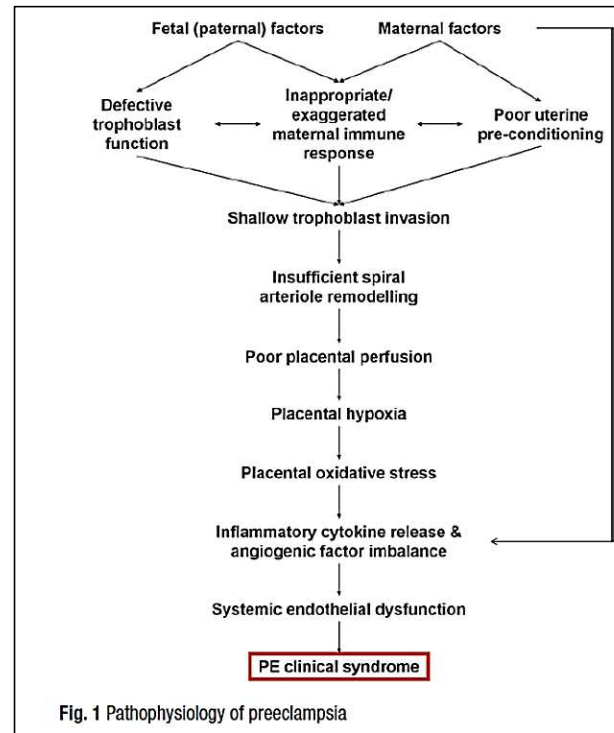 Fetal (paternal) factors
Maternal factors
Defective
trophoblast
function
Inappropriate/
exaggerated
maternal immune
response
Poor uterine
pre-conditioning
Shallow trophoblast invasion
Insufficient spiral
arteriole remodelling
Poor placental perfusion
Placental hypoxia
Placental oxidative stress
Inflammatory cytokine release &
angiogenic factor imbalance
Systemic endothelial dysfunction
PE clinical syndrome
Fig. 1 Pathophysiology of preeclampsia